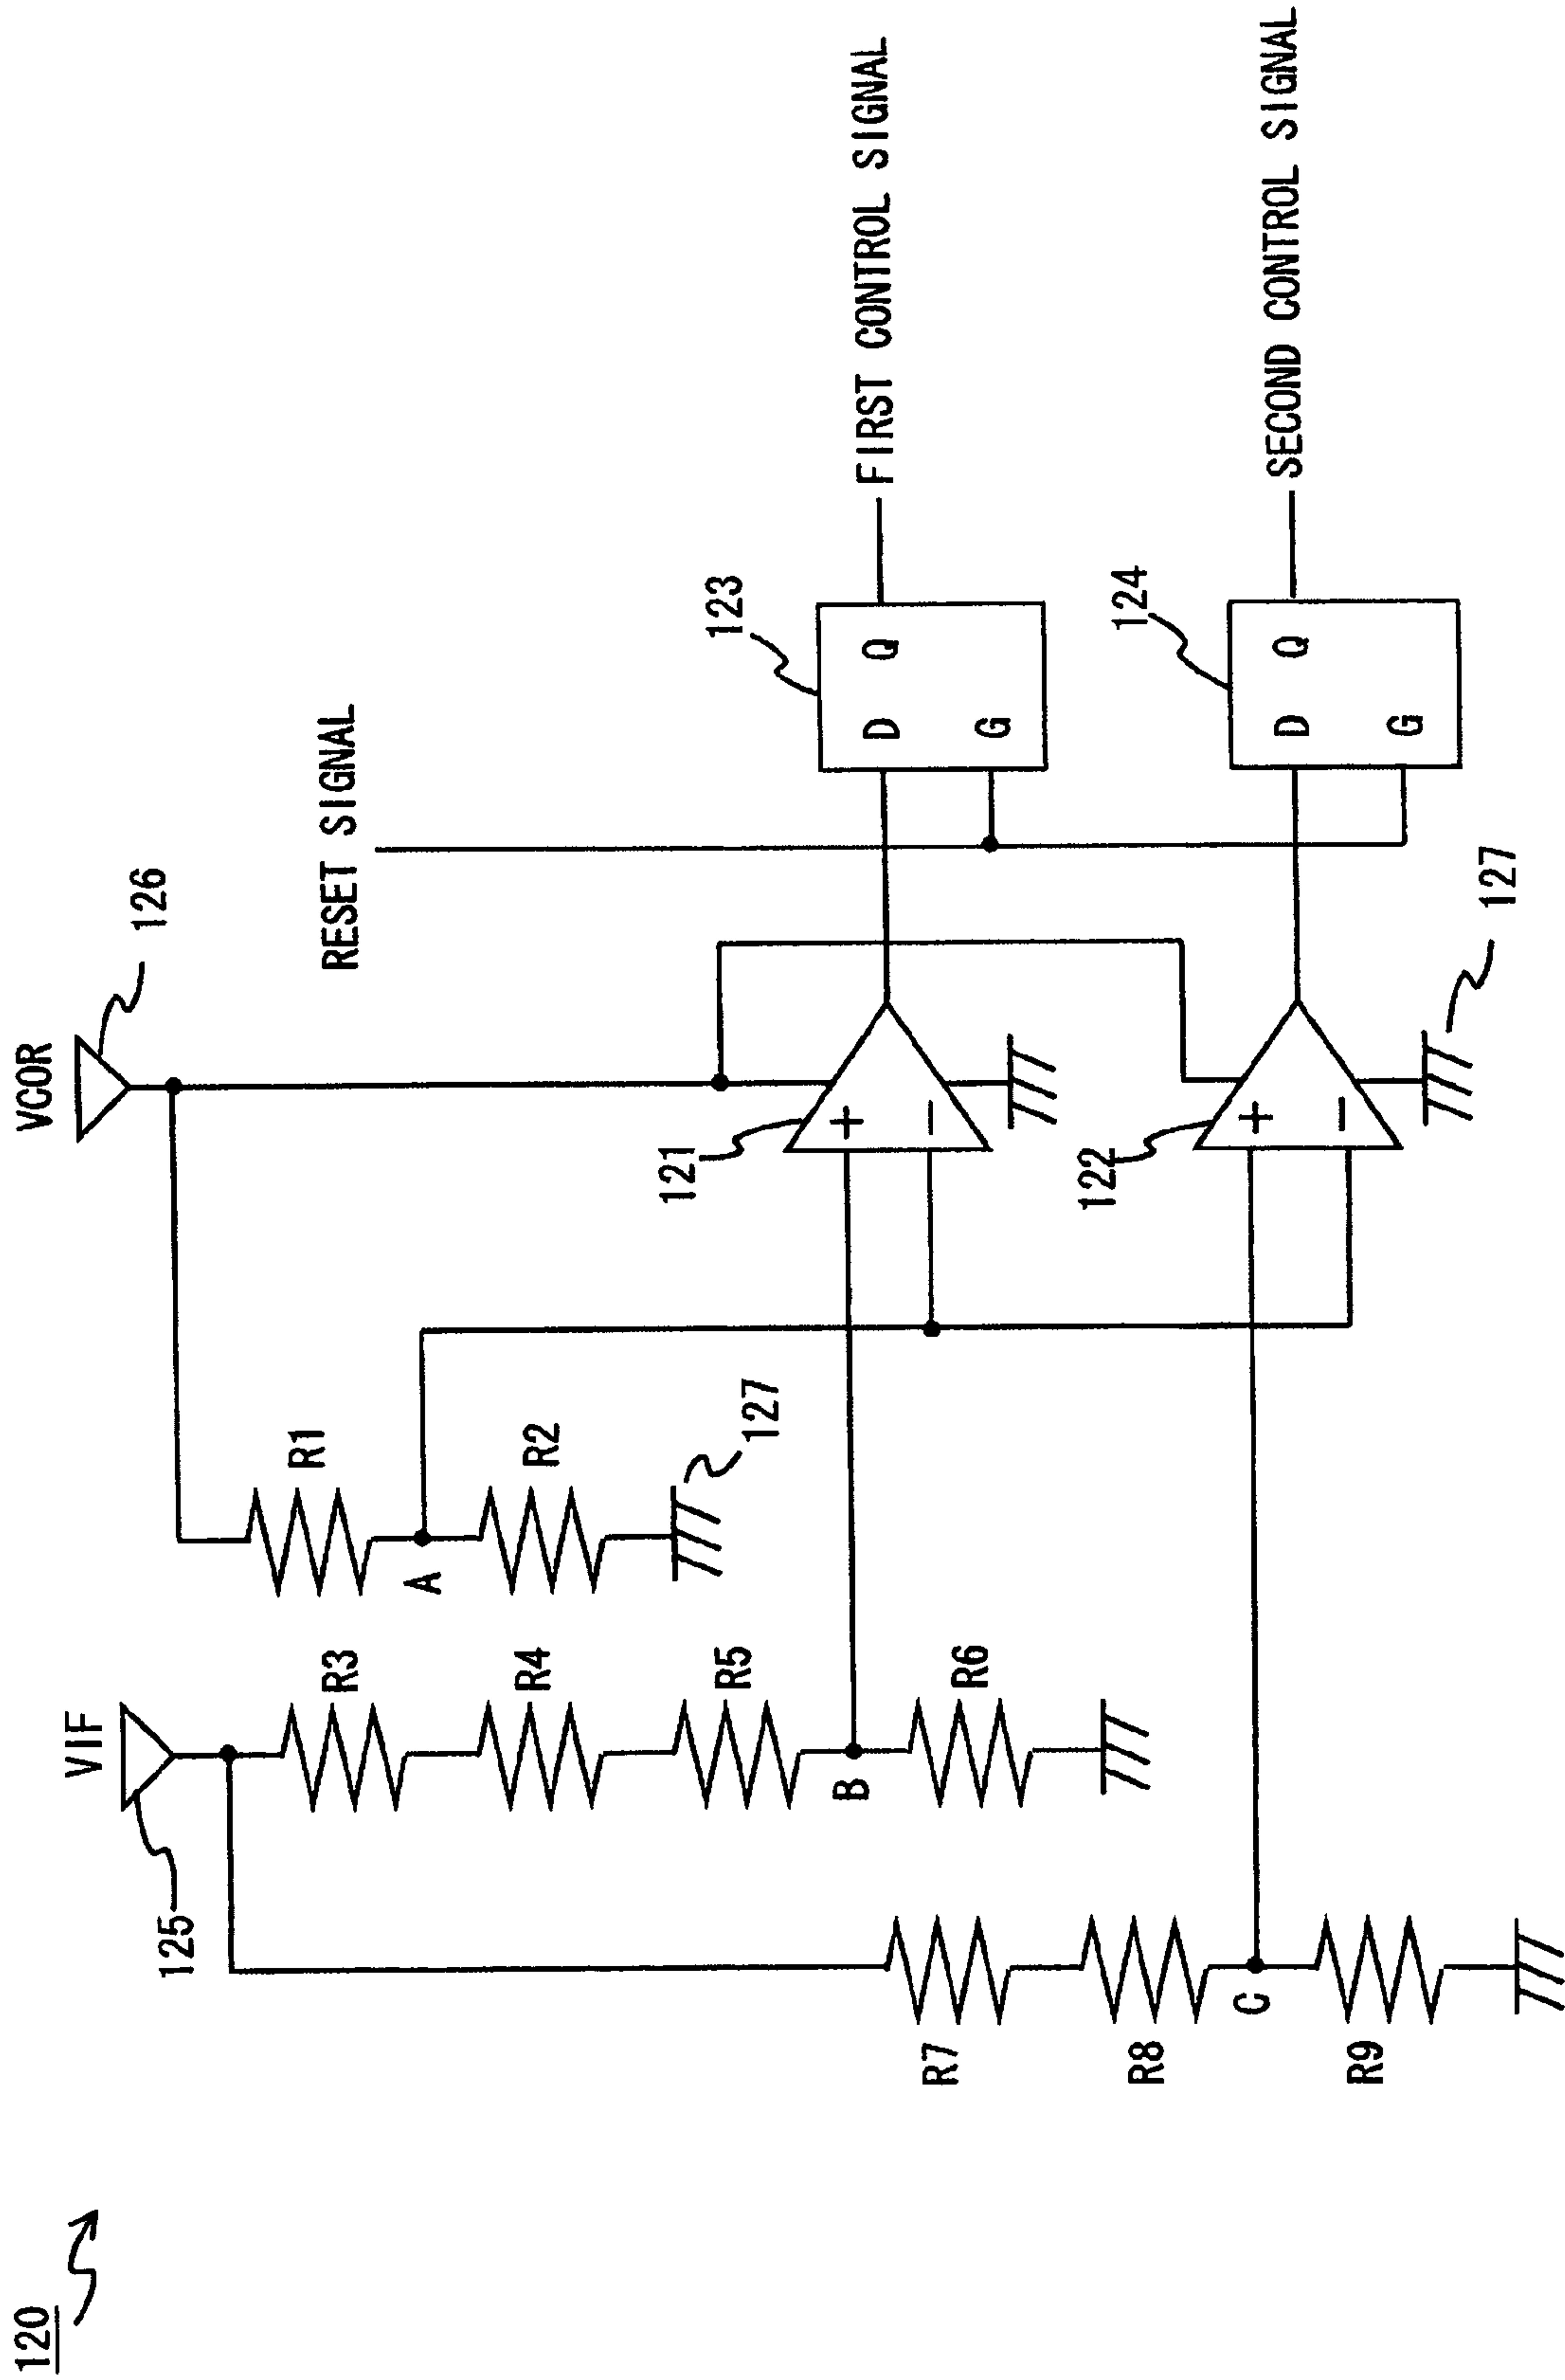 120
VCOR
126
RESET SIGNAL
VIF
125
R1
A
R2
127
R3
R4
R5
B
R6
R7
R8
C
R9
121
+
−
122
+
−
127
123
D Q
G
FIRST CONTROL SIGNAL
124
D Q
G
SECOND CONTROL SIGNAL